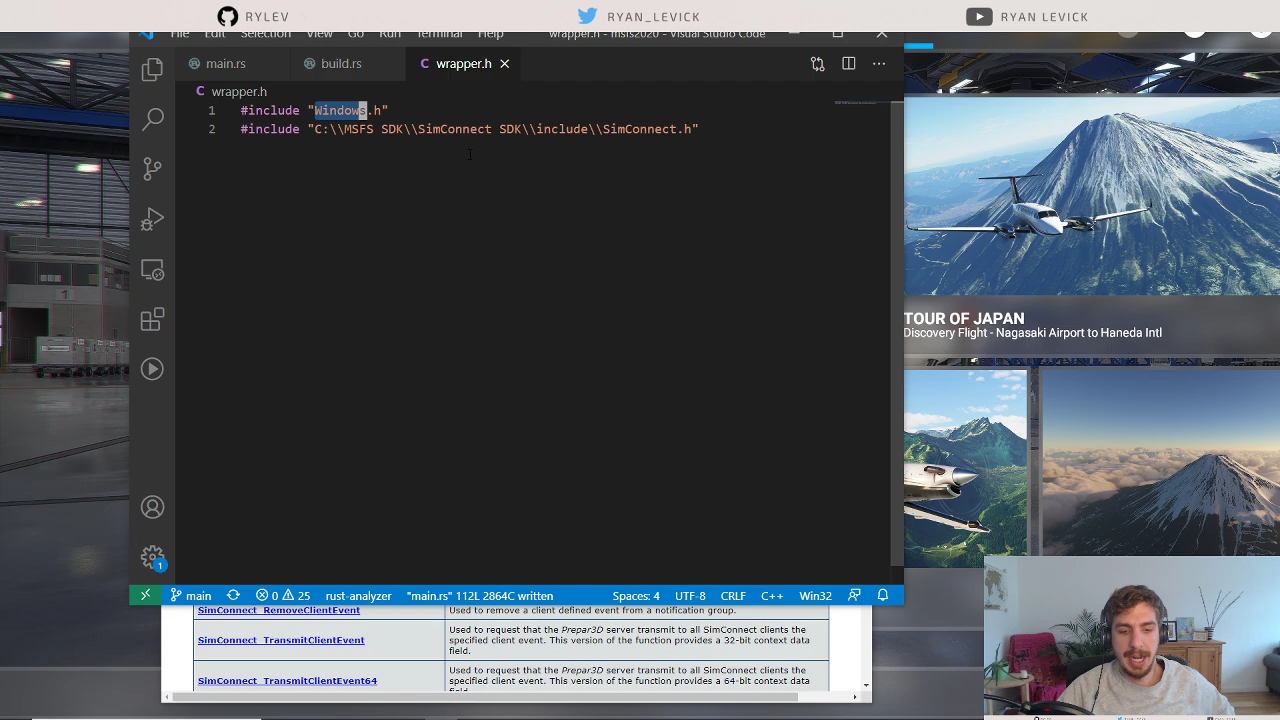 RYLEV
RYAN_LEVICK
RYAN LEVICK
File Edit Selection View Go Run Terminal Help
wrapper.h - msfs2020 - Visual Studio Code
main.rs
build.rs
C wrapper.h
C wrapper.h
1 #include "Windows.h"
2 #include "C:\\MSFS SDK\\SimConnect SDK\\include\\SimConnect.h"
1
TOUR OF JAPAN
Discovery Flight - Nagasaki Airport to Haneda Intl
1
main 0 25 rust-analyzer "main.rs" 112L 2864C written Spaces: 4 UTF-8 CRLF C++ Win32
SimConnect_RemoveClientEvent
Used to remove a client defined event from a notification group.
SimConnect_TransmitClientEvent
Used to request that the Prepar3D server transmit to all SimConnect clients the
specified client event. This version of the function provides a 32-bit context data
field.
SimConnect_TransmitClientEvent64
Used to request that the Prepar3D server transmit to all SimConnect clients the
specified client event. This version of the function provides a 64-bit context data